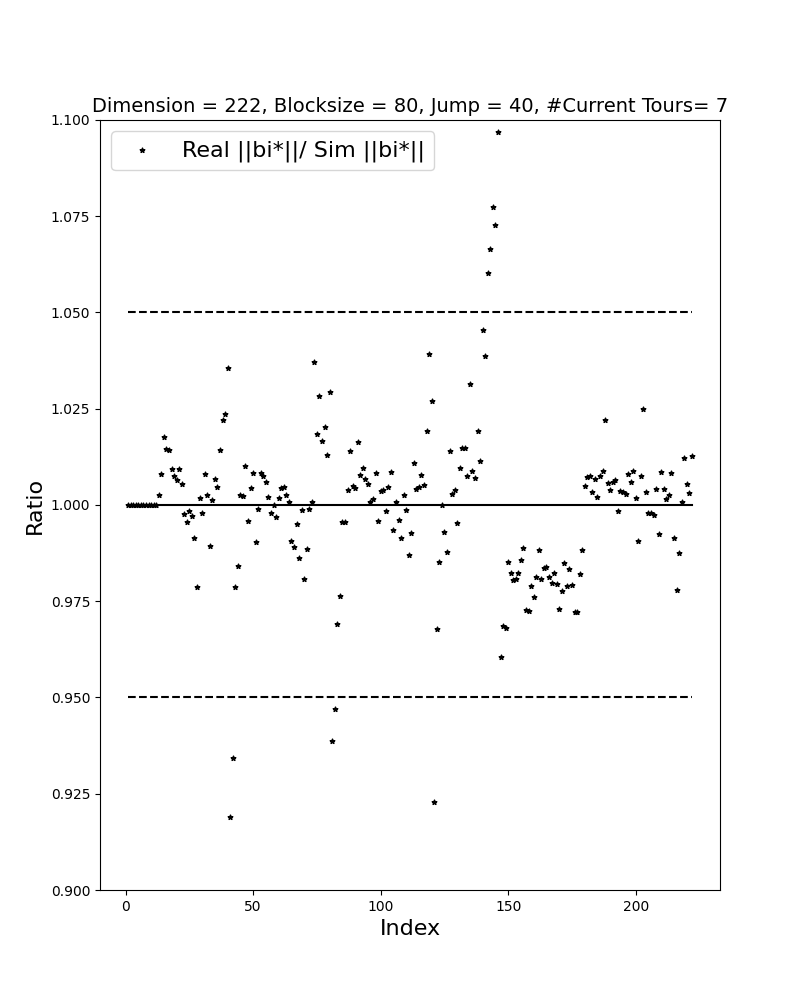 Dimension = 222, Blocksize = 80, Jump = 40, #Current Tours= 7
Real ||bi*||/ Sim ||bi*||
1.100
1.075
1.050
1.025
1.000
0.975
0.950
0.925
0.900
Ratio
0 50 100 150 200
Index